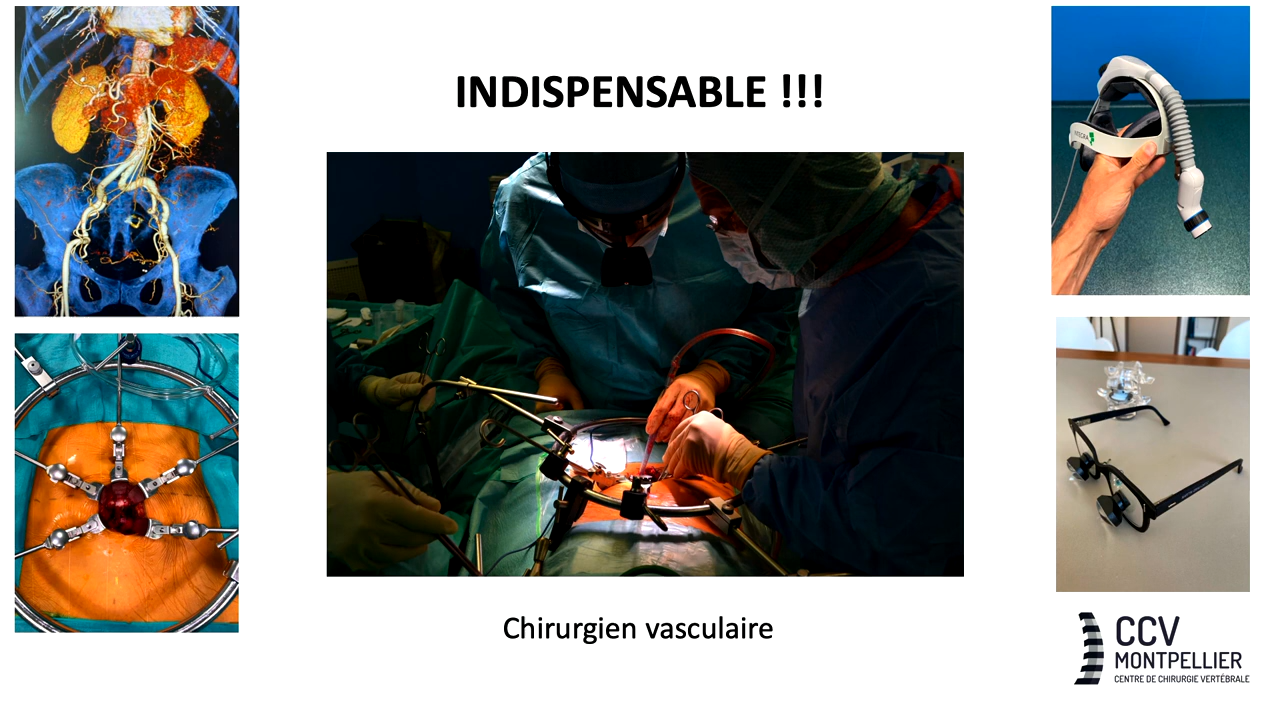 INDISPENSABLE !!!
Chirurgien vasculaire
CCV
MONTPELLIER
CENTRE DE CHIRURGIE VERTÉBRALE